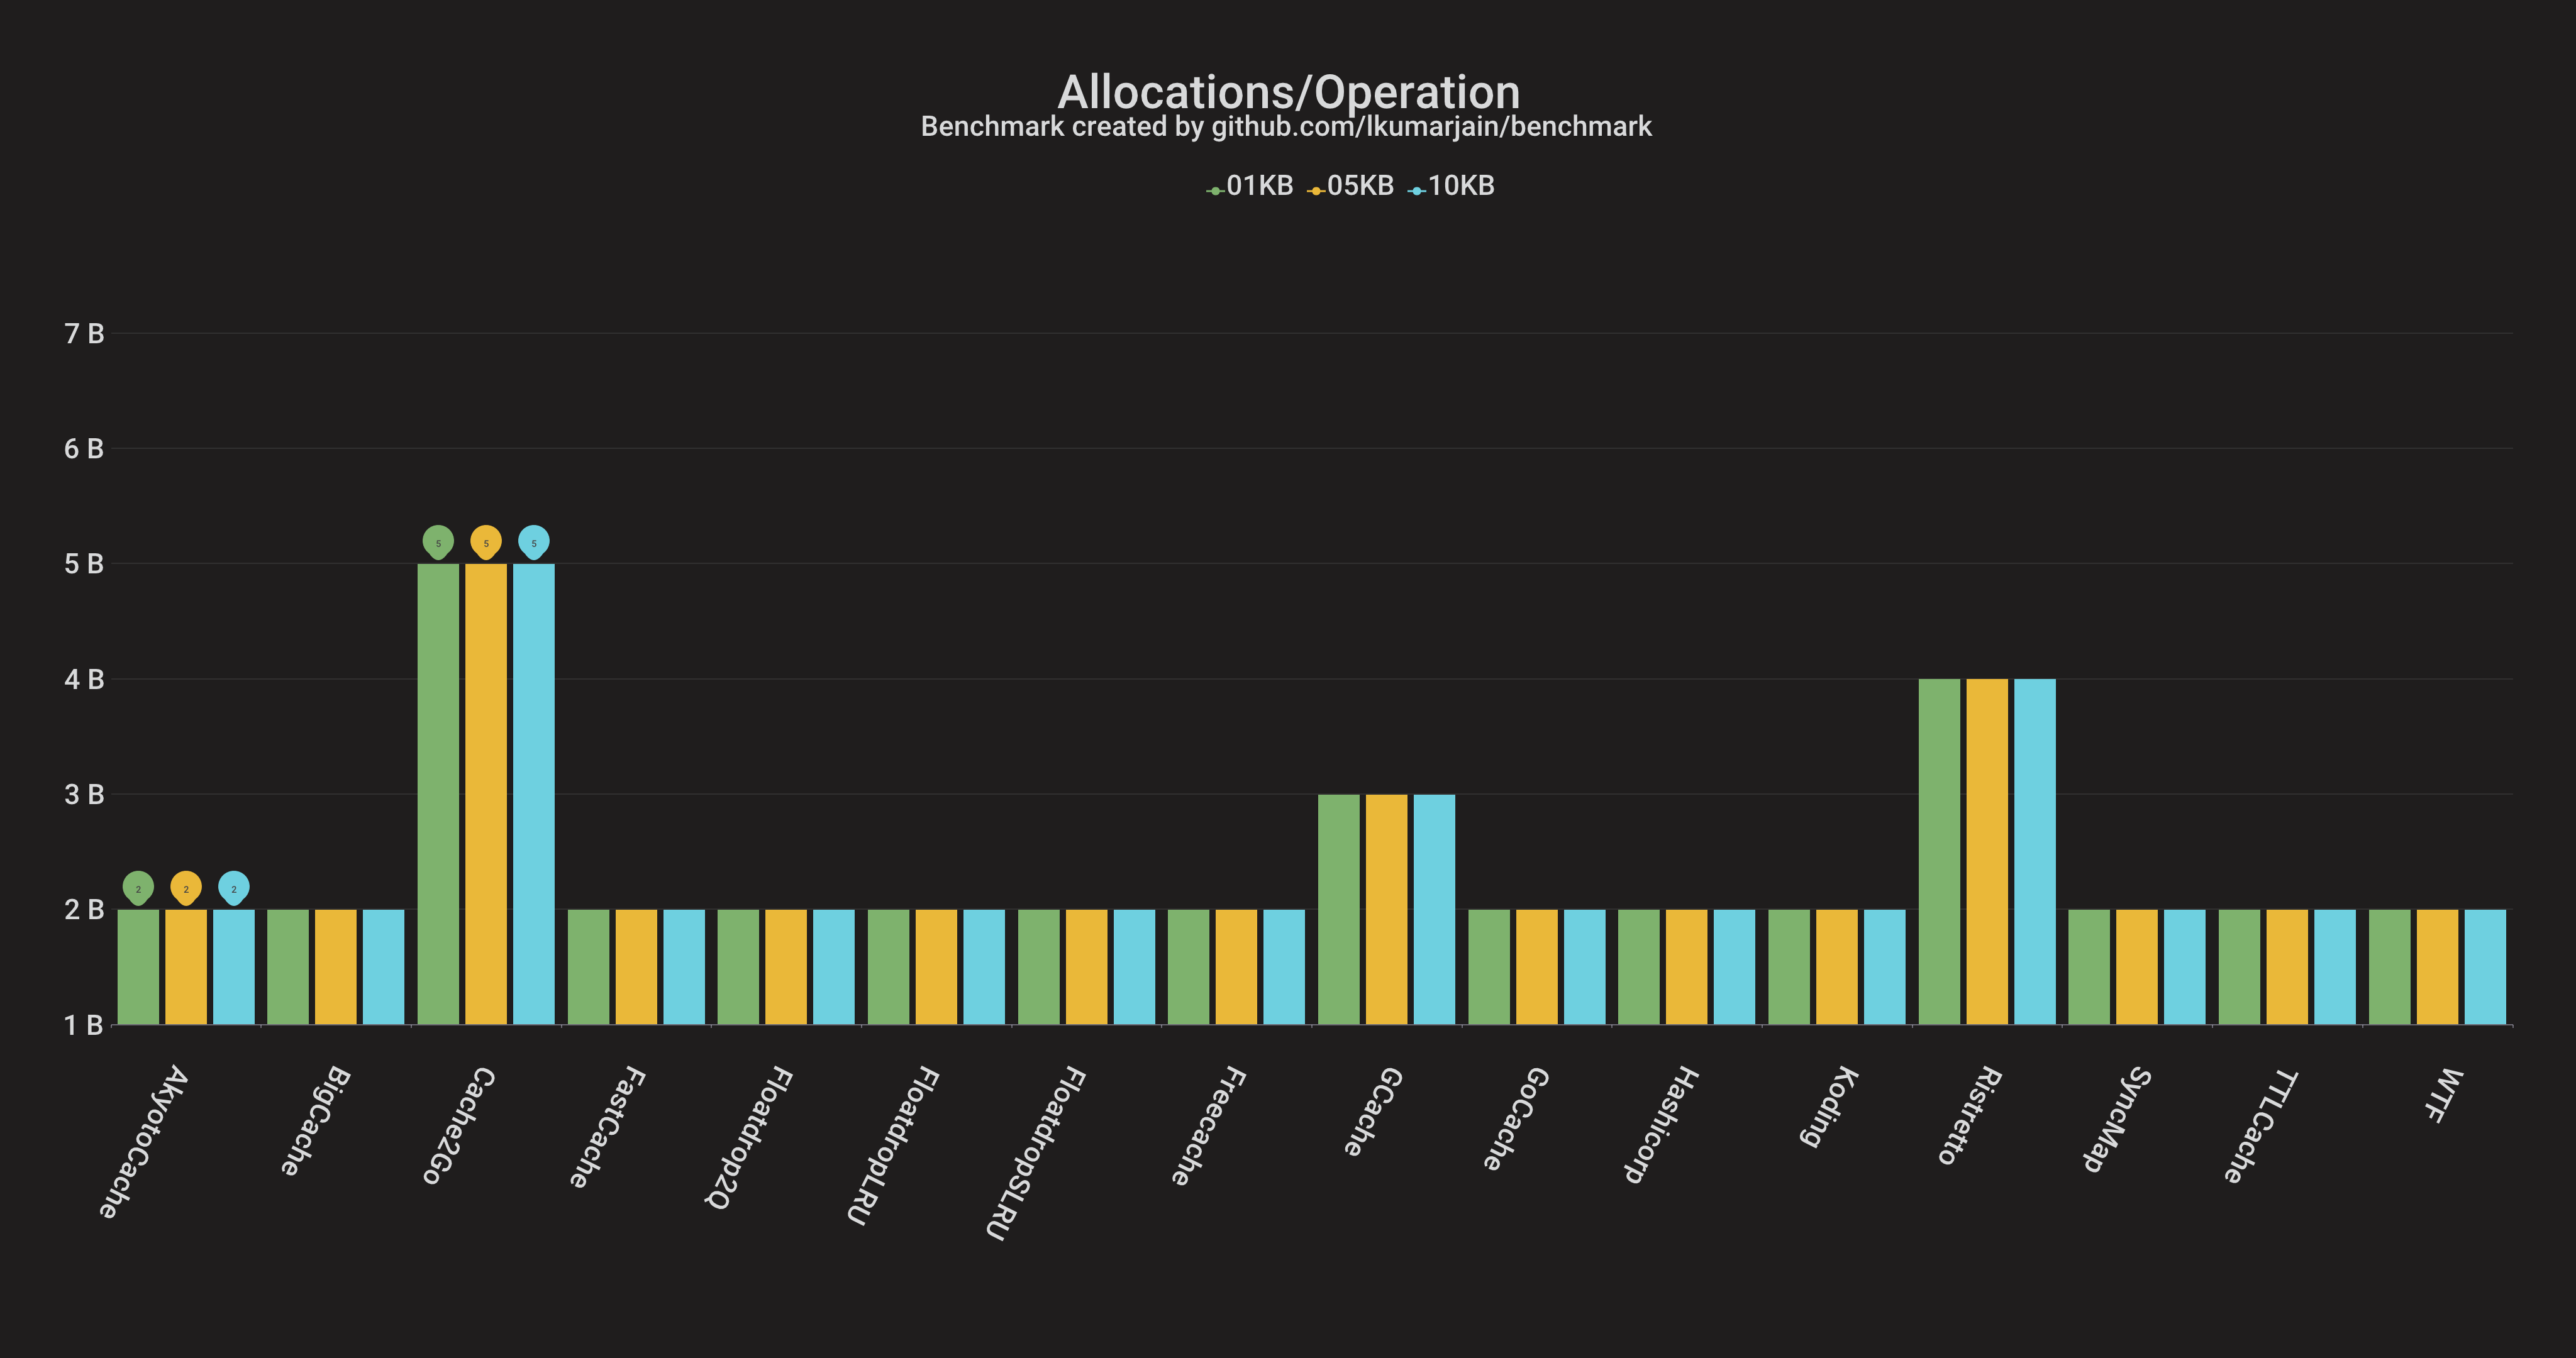 Allocations/Operation
Benchmark created by github.com/lkumarjain/benchmark
01KB 05KB 10KB
7 B
6 B
5 5 5
5 B
4 B
3 B
2 2 2
2 B
1 B
AkyotoCache
BigCache
Cache2Go
FastCache
Floatdrop2Q
FloatdropLRU
FloatdropSLRU
Freecache
GCache
GoCache
Hashicorp
Koding
Ristretto
SyncMap
TTLCache
WTF